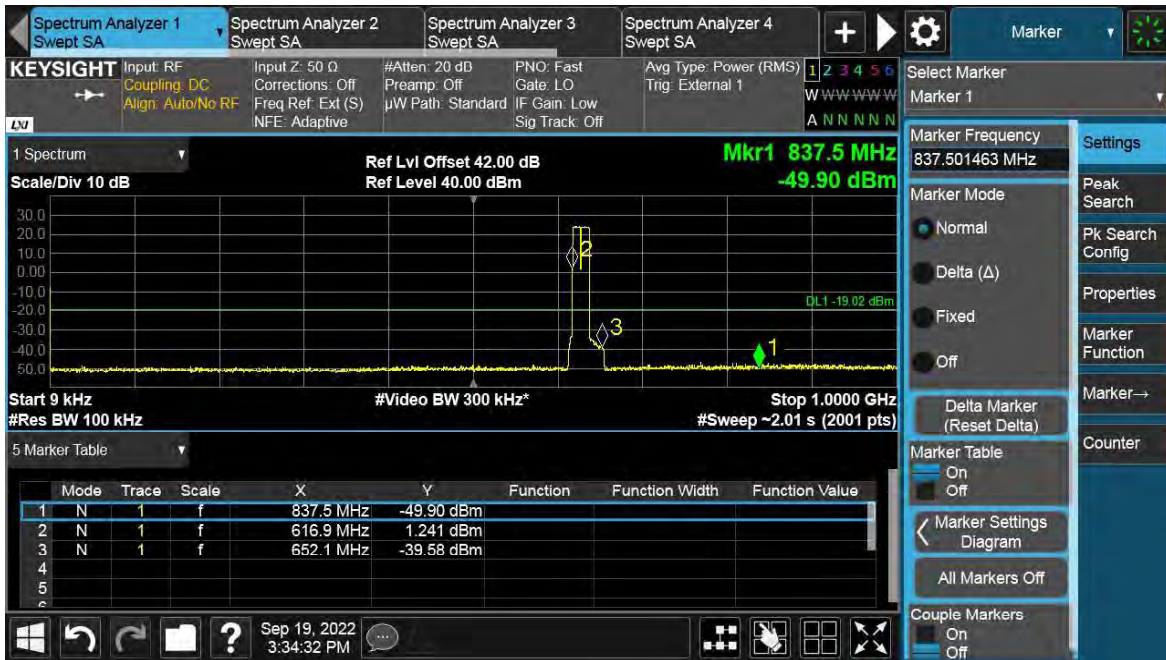 Spectrum Analyzer 1
Swept SA
Spectrum Analyzer 2
Swept SA
Spectrum Analyzer 3
Swept SA
Spectrum Analyzer 4
Swept SA
+
Marker
KEYSIGHT
LXI
Input: RF
Coupling: DC
Align: Auto/No RF
Input Z: 50 Ω
Corrections: Off
Freq Ref: Ext (S)
NFE: Adaptive
#Atten: 20 dB
Preamp: Off
µW Path: Standard
PNO: Fast
Gate: LO
IF Gain: Low
Sig Track: Off
Avg Type: Power (RMS)
Trig: External 1
1 2 3 4 5 6
W W W W W W
A N N N N N
1 Spectrum
Scale/Div 10 dB
Ref Lvl Offset 42.00 dB
Ref Level 40.00 dBm
Mkr1 837.5 MHz
-49.90 dBm
30.0
20.0
10.0
0.00
-10.0
-20.0
-30.0
-40.0
50.0
2
3
1
DL1 -19.02 dBm
Start 9 kHz
#Video BW 300 kHz*
Stop 1.0000 GHz
#Res BW 100 kHz
#Sweep ~2.01 s (2001 pts)
5 Marker Table
Mode Trace Scale X Y Function Function Width Function Value
1 N 1 f 837.5 MHz -49.90 dBm
2 N 1 f 616.9 MHz 1.241 dBm
3 N 1 f 652.1 MHz -39.58 dBm
4
5
?
Sep 19, 2022
3:34:32 PM
Select Marker
Marker 1
Marker Frequency
837.501463 MHz
Marker Mode
Normal
Delta (Δ)
Fixed
Off
Delta Marker
(Reset Delta)
Marker Table
On
Off
Marker Settings
Diagram
All Markers Off
Couple Markers
On
Off
Settings
Peak
Search
Pk Search
Config
Properties
Marker
Function
Marker→
Counter